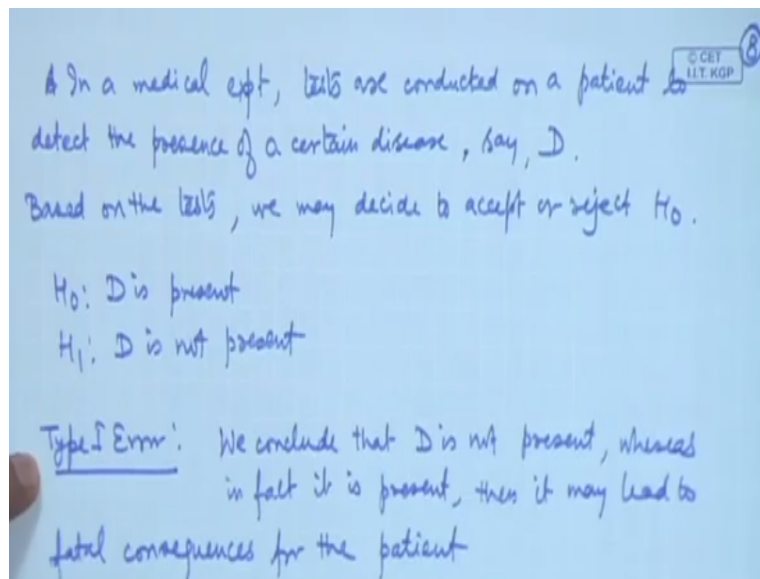 8
© CET
I.I.T. KGP
In a medical expt, tests are conducted on a patient to
detect the presence of a certain disease, say, D.
Based on the tests, we may decide to accept or reject H0.
H0: D is present
H1: D is not present
Type I Error: We conclude that D is not present, whereas
in fact it is present, then it may lead to
fatal consequences for the patient